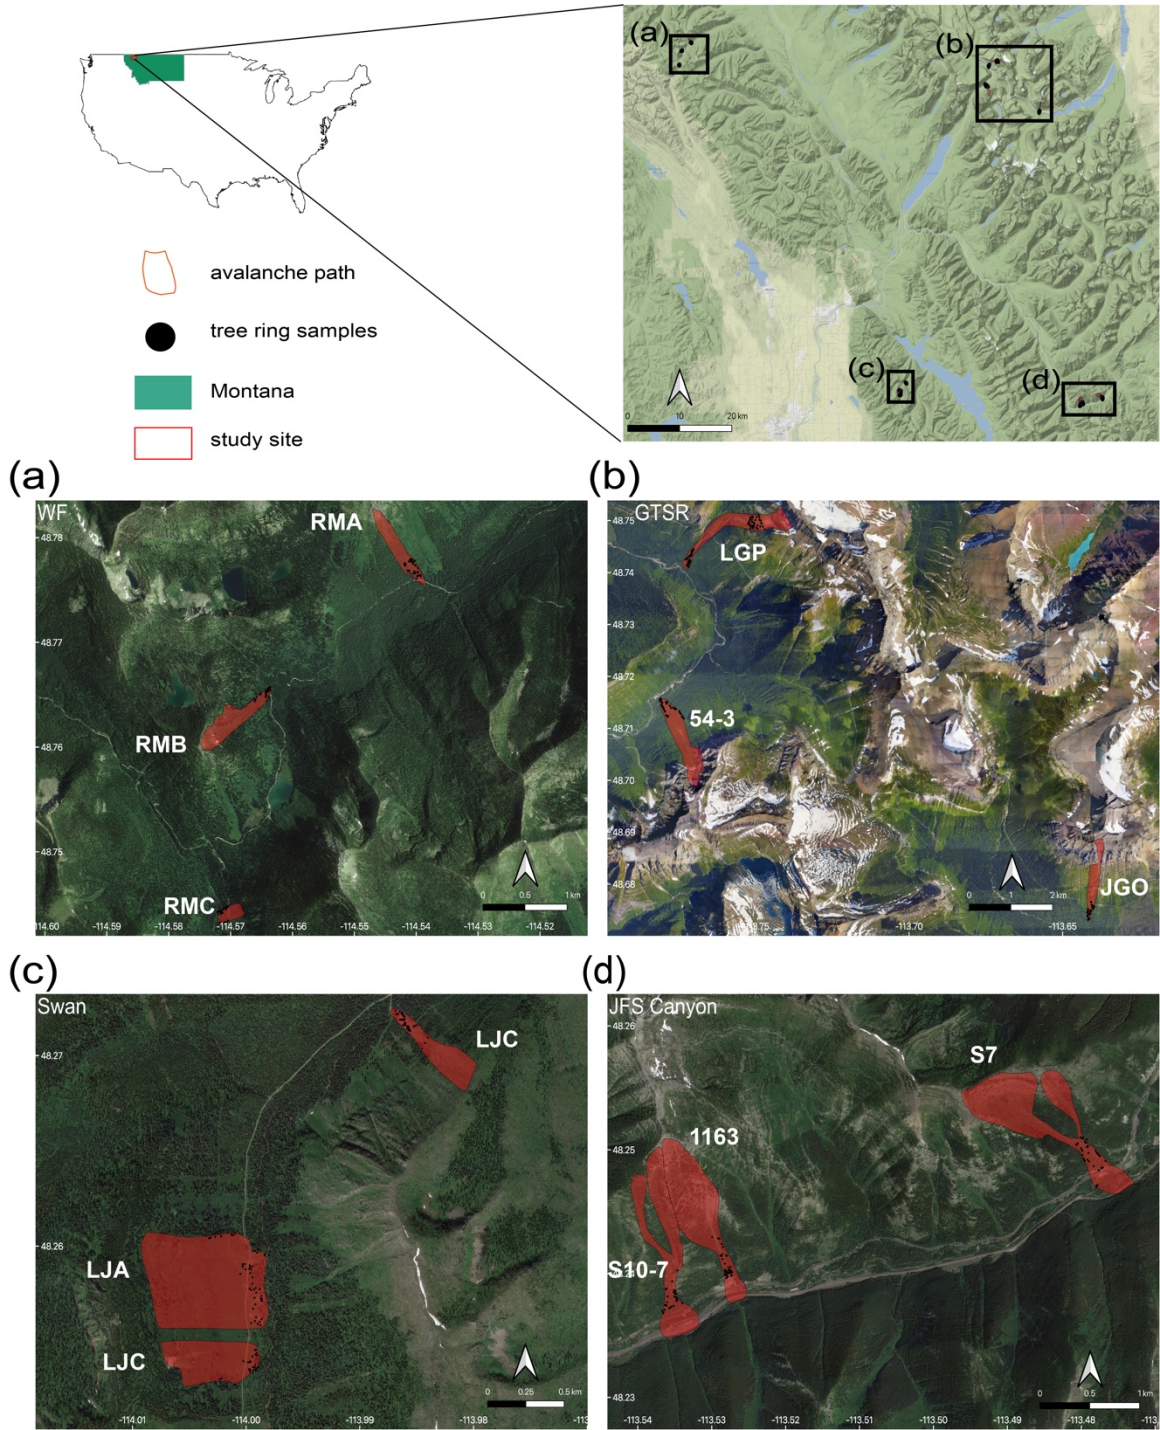 (a)
(b)
(c)
(d)
0 10 20 km
avalanche path
tree ring samples
Montana
study site
(a)
WF
RMA
RMB
RMC
48.78
48.77
48.76
48.75
0 0.5 1 km
-114.60 -114.59 -114.58 -114.57 -114.56 -114.54 -114.53 -114.52
(b)
GTSR
LGP
54-3
JGO
48.75
48.74
48.73
48.72
48.71
48.70
48.69
48.68
0 1 2 km
-113.70 -113.65
(c)
Swan
LJC
LJA
LJC
48.27
48.26
0 0.25 0.5 km
-114.01 -114.00 -113.99 -113.98
(d)
JFS Canyon
S7
1163
S10-7
48.26
48.25
48.23
0 0.5 1 km
-113.54 -113.53 -113.52 -113.51 -113.50 -113.49 -113.48